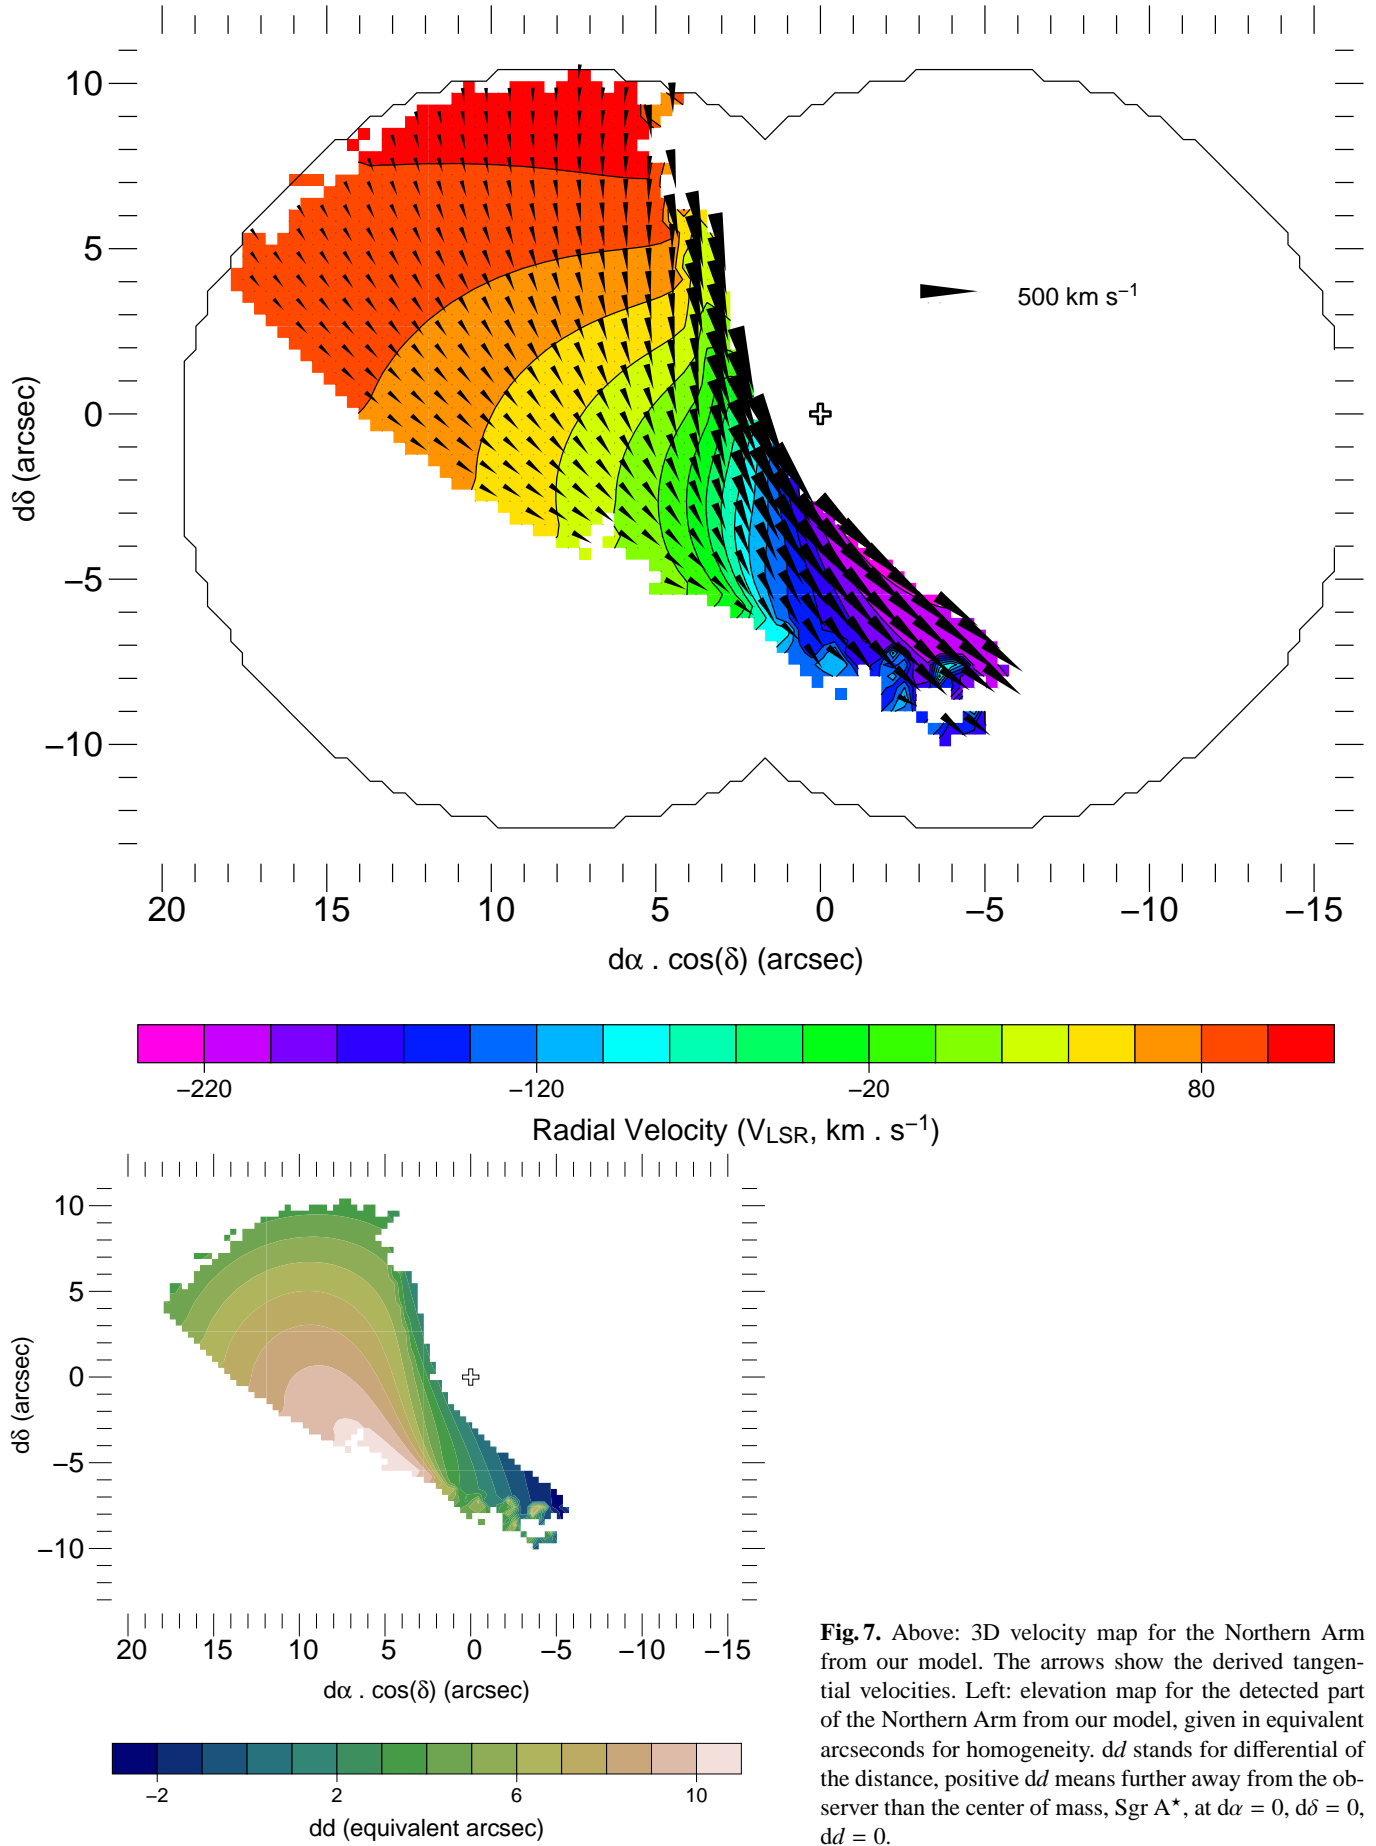 10
5
0
−5
−10
dδ (arcsec)
500 km s⁻¹
20 15 10 5 0 −5 −10 −15
dα . cos(δ) (arcsec)
−220 −120 −20 80
Radial Velocity (V_LSR, km . s⁻¹)
10
5
0
−5
−10
dδ (arcsec)
20 15 10 5 0 −5 −10 −15
dα . cos(δ) (arcsec)
−2 2 6 10
dd (equivalent arcsec)
Fig. 7. Above: 3D velocity map for the Northern Arm
from our model. The arrows show the derived tangen-
tial velocities. Left: elevation map for the detected part
of the Northern Arm from our model, given in equivalent
arcseconds for homogeneity. dd stands for differential of
the distance, positive dd means further away from the ob-
server than the center of mass, Sgr A★, at dα = 0, dδ = 0,
dd = 0.